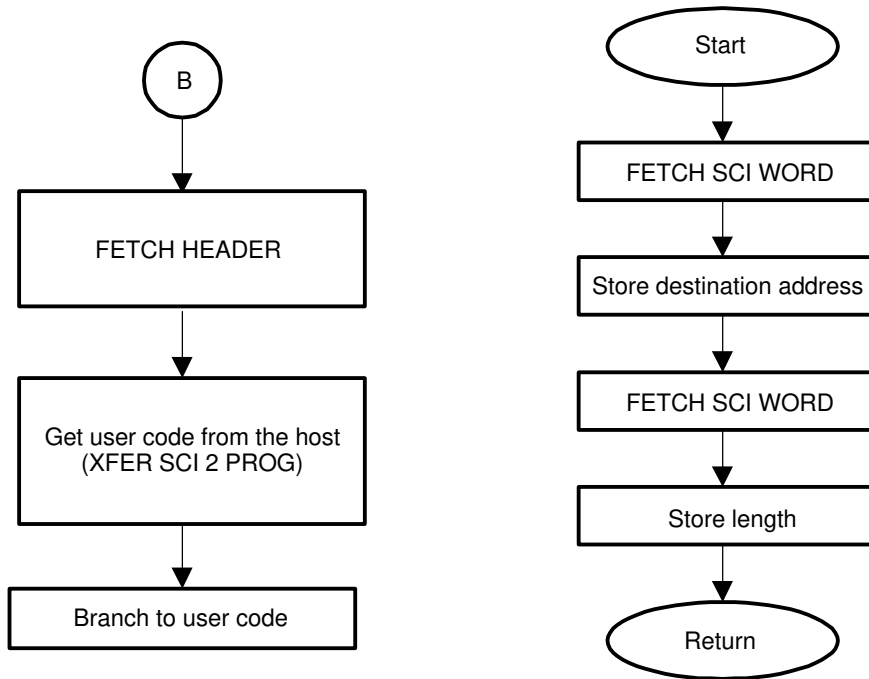 B
FETCH HEADER
Get user code from the host
(XFER SCI 2 PROG)
Branch to user code
Start
FETCH SCI WORD
Store destination address
FETCH SCI WORD
Store length
Return